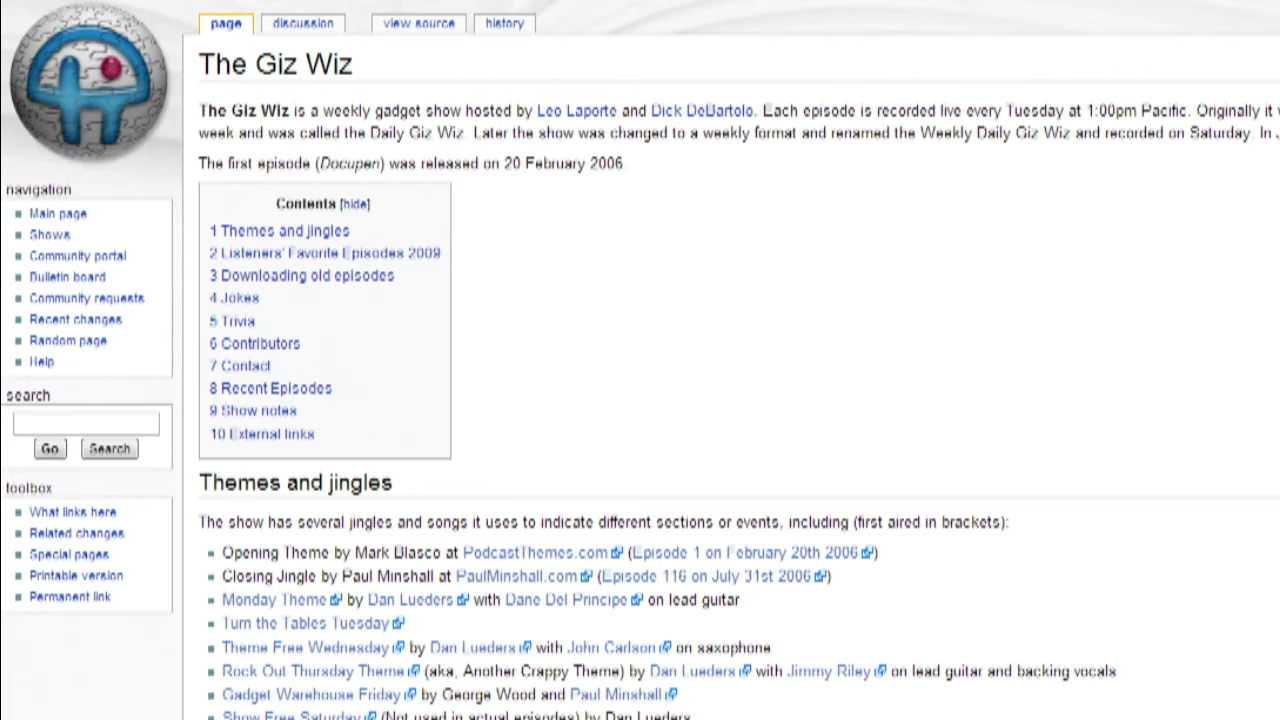 page discussion view source history
The Giz Wiz
The Giz Wiz is a weekly gadget show hosted by Leo Laporte and Dick DeBartolo. Each episode is recorded live every Tuesday at 1:00pm Pacific. Originally it
week and was called the Daily Giz Wiz. Later the show was changed to a weekly format and renamed the Weekly Daily Giz Wiz and recorded on Saturday. In
The first episode (Docupen) was released on 20 February 2006
navigation
Main page
Shows
Community portal
Bulletin board
Community requests
Recent changes
Random page
Help
search
Go Search
toolbox
What links here
Related changes
Special pages
Printable version
Permanent link
Contents [hide]
1 Themes and jingles
2 Listeners' Favorite Episodes 2009
3 Downloading old episodes
4 Jokes
5 Trivia
6 Contributors
7 Contact
8 Recent Episodes
9 Show notes
10 External links
Themes and jingles
The show has several jingles and songs it uses to indicate different sections or events, including (first aired in brackets):
Opening Theme by Mark Blasco at PodcastThemes.com (Episode 1 on February 20th 2006)
Closing Jingle by Paul Minshall at PaulMinshall.com (Episode 116 on July 31st 2006)
Monday Theme by Dan Lueders with Dane Del Principe on lead guitar
Turn the Tables Tuesday
Theme Free Wednesday by Dan Lueders with John Carlson on saxophone
Rock Out Thursday Theme (aka, Another Crappy Theme) by Dan Lueders with Jimmy Riley on lead guitar and backing vocals
Gadget Warehouse Friday by George Wood and Paul Minshall
Show Free Saturday (Not used in actual episodes) by Dan Lueders